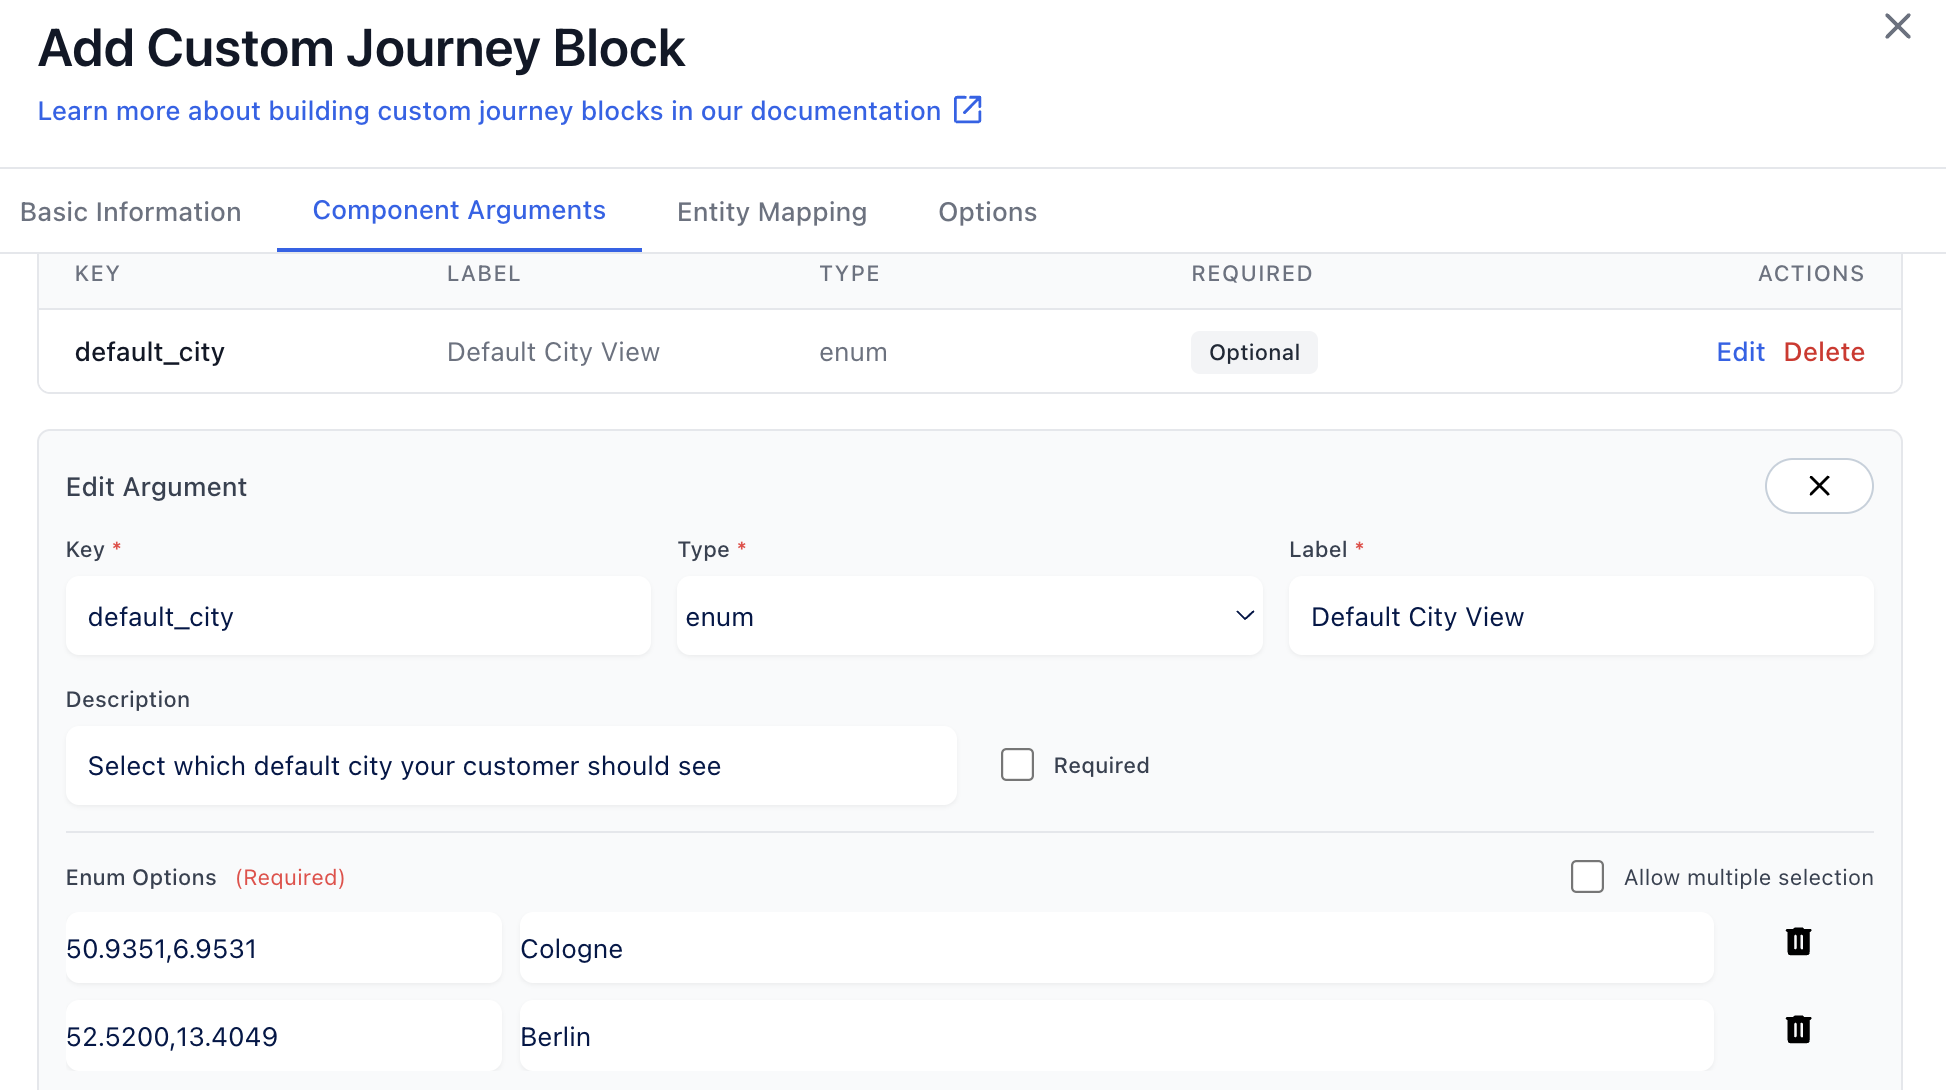 Add Custom Journey Block
Learn more about building custom journey blocks in our documentation
Basic Information Component Arguments Entity Mapping Options
KEY LABEL TYPE REQUIRED ACTIONS
default_city Default City View enum Optional Edit Delete
Edit Argument
Key * Type * Label *
default_city enum Default City View
Description
Select which default city your customer should see Required
Enum Options (Required) Allow multiple selection
50.9351,6.9531 Cologne
52.5200,13.4049 Berlin